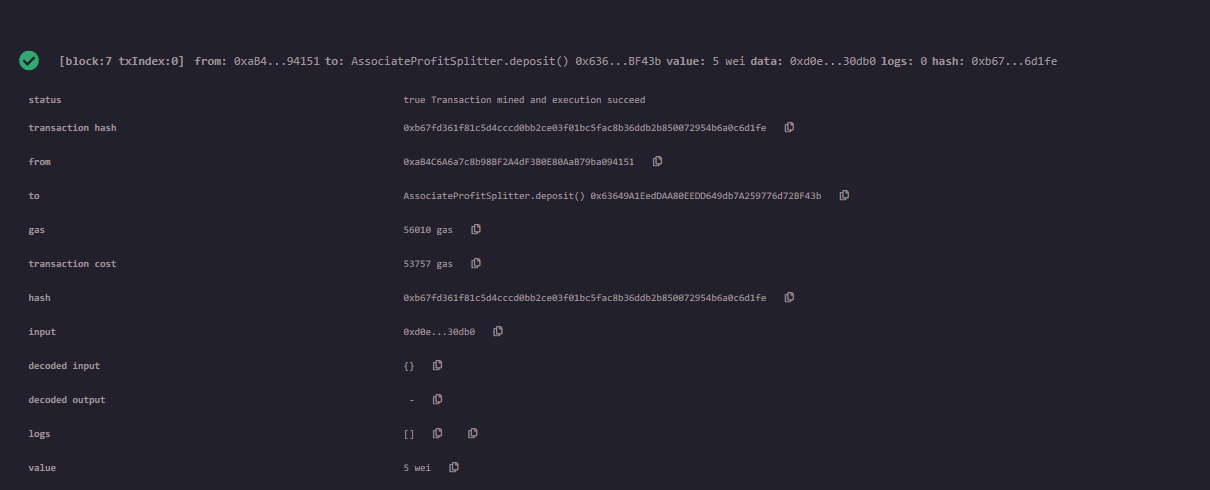 [block:7 txIndex:0] from: 0xaB4...94151 to: AssociateProfitSplitter.deposit() 0x636...BF43b value: 5 wei data: 0xd0e...30db0 logs: 0 hash: 0xb67...6d1fe
status true Transaction mined and execution succeed
transaction hash 0xb67fd361f81c5d4cccd0bb2ce03f01bc5fac8b36ddb2b850072954b6a0c6d1fe
from 0xaB4C6A6a7c8b98BF2A4dF3B0E80AaB79ba094151
to AssociateProfitSplitter.deposit() 0x63649A1EedDAA80EEDD649db7A259776d72BF43b
gas 56010 gas
transaction cost 53757 gas
hash 0xb67fd361f81c5d4cccd0bb2ce03f01bc5fac8b36ddb2b850072954b6a0c6d1fe
input 0xd0e...30db0
decoded input {}
decoded output -
logs []
value 5 wei